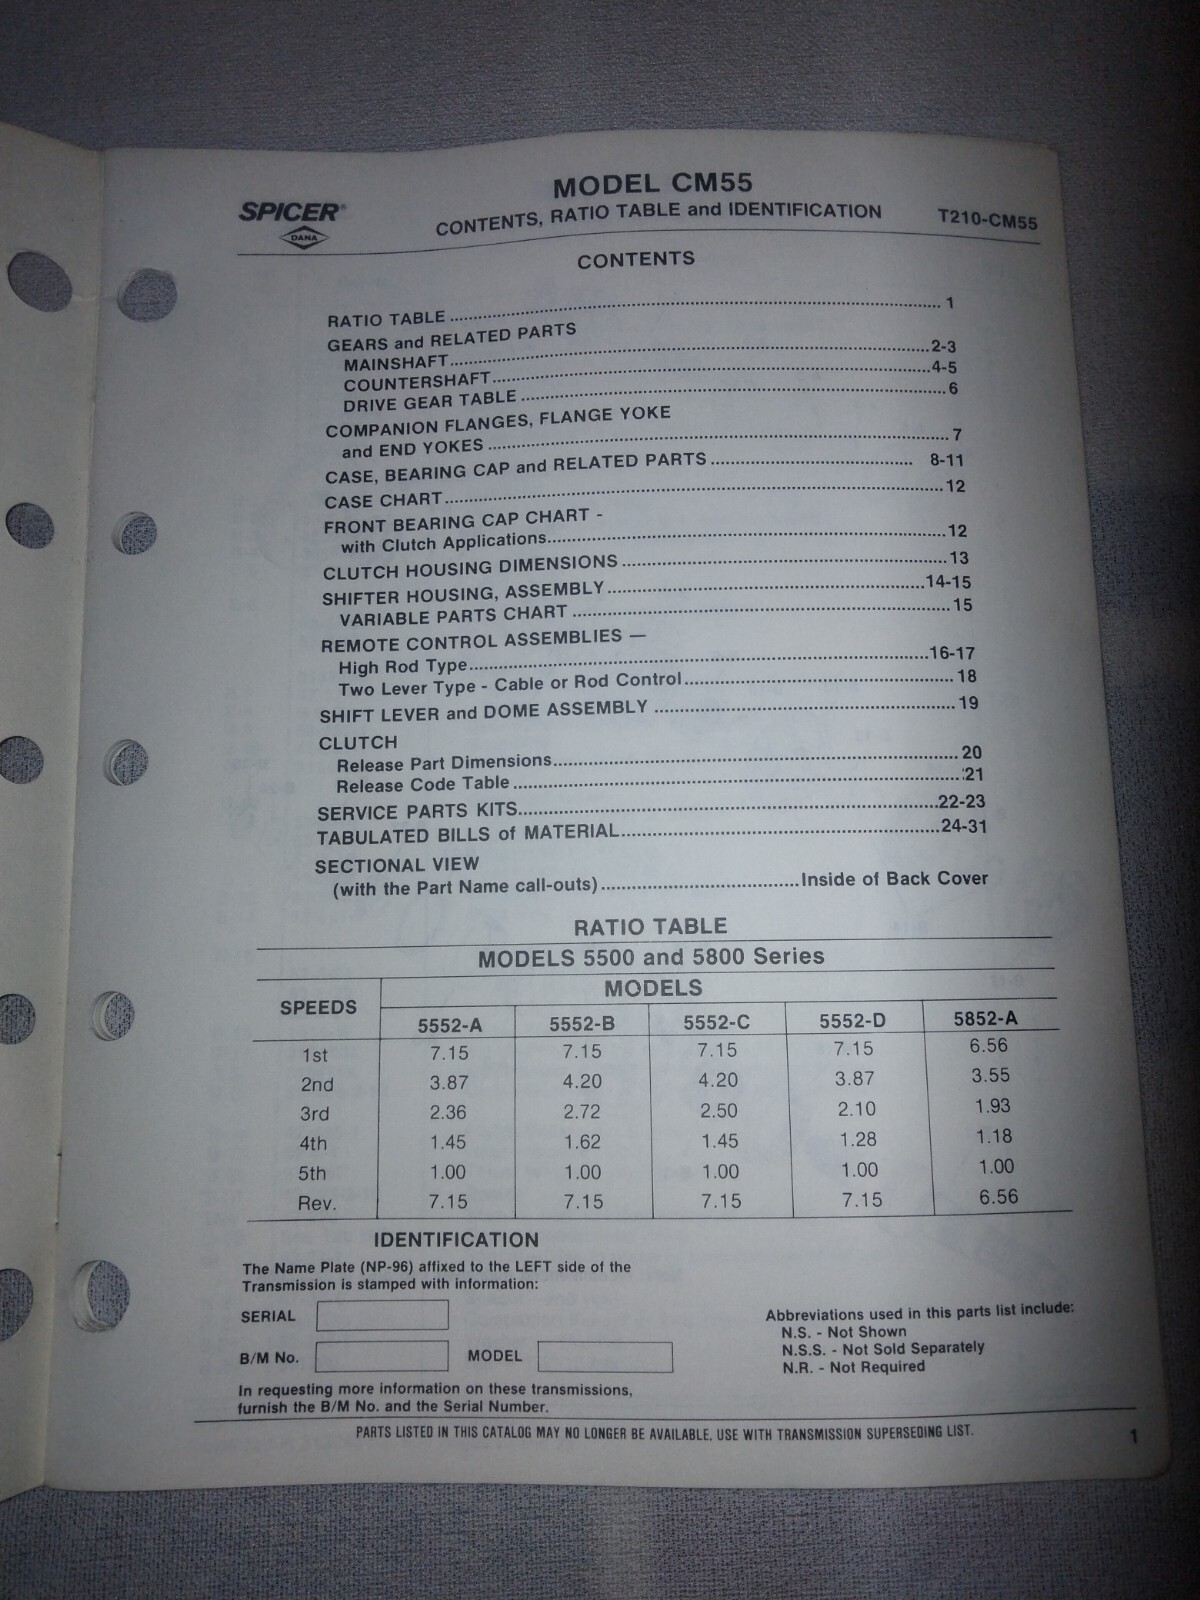 MODEL CM55
SPICER®
DANA
CONTENTS, RATIO TABLE and IDENTIFICATION
T210-CM55
CONTENTS
RATIO TABLE ........ 1
GEARS and RELATED PARTS
MAINSHAFT ........ 2-3
COUNTERSHAFT ........ 4-5
DRIVE GEAR TABLE ........ 6
COMPANION FLANGES, FLANGE YOKE
and END YOKES ........ 7
CASE, BEARING CAP and RELATED PARTS ........ 8-11
CASE CHART ........ 12
FRONT BEARING CAP CHART -
with Clutch Applications ........ 12
CLUTCH HOUSING DIMENSIONS ........ 13
SHIFTER HOUSING, ASSEMBLY ........ 14-15
VARIABLE PARTS CHART ........ 15
REMOTE CONTROL ASSEMBLIES —
High Rod Type ........ 16-17
Two Lever Type - Cable or Rod Control ........ 18
SHIFT LEVER and DOME ASSEMBLY ........ 19
CLUTCH
Release Part Dimensions ........ 20
Release Code Table ........ 21
SERVICE PARTS KITS ........ 22-23
TABULATED BILLS of MATERIAL ........ 24-31
SECTIONAL VIEW
(with the Part Name call-outs) ........ Inside of Back Cover
RATIO TABLE
MODELS 5500 and 5800 Series
SPEEDS MODELS
5552-A 5552-B 5552-C 5552-D 5852-A
1st 7.15 7.15 7.15 7.15 6.56
2nd 3.87 4.20 4.20 3.87 3.55
3rd 2.36 2.72 2.50 2.10 1.93
4th 1.45 1.62 1.45 1.28 1.18
5th 1.00 1.00 1.00 1.00 1.00
Rev. 7.15 7.15 7.15 7.15 6.56
IDENTIFICATION
The Name Plate (NP-96) affixed to the LEFT side of the
Transmission is stamped with information:
SERIAL
B/M No. MODEL
In requesting more information on these transmissions,
furnish the B/M No. and the Serial Number.
Abbreviations used in this parts list include:
N.S. - Not Shown
N.S.S. - Not Sold Separately
N.R. - Not Required
PARTS LISTED IN THIS CATALOG MAY NO LONGER BE AVAILABLE. USE WITH TRANSMISSION SUPERSEDING LIST.
1